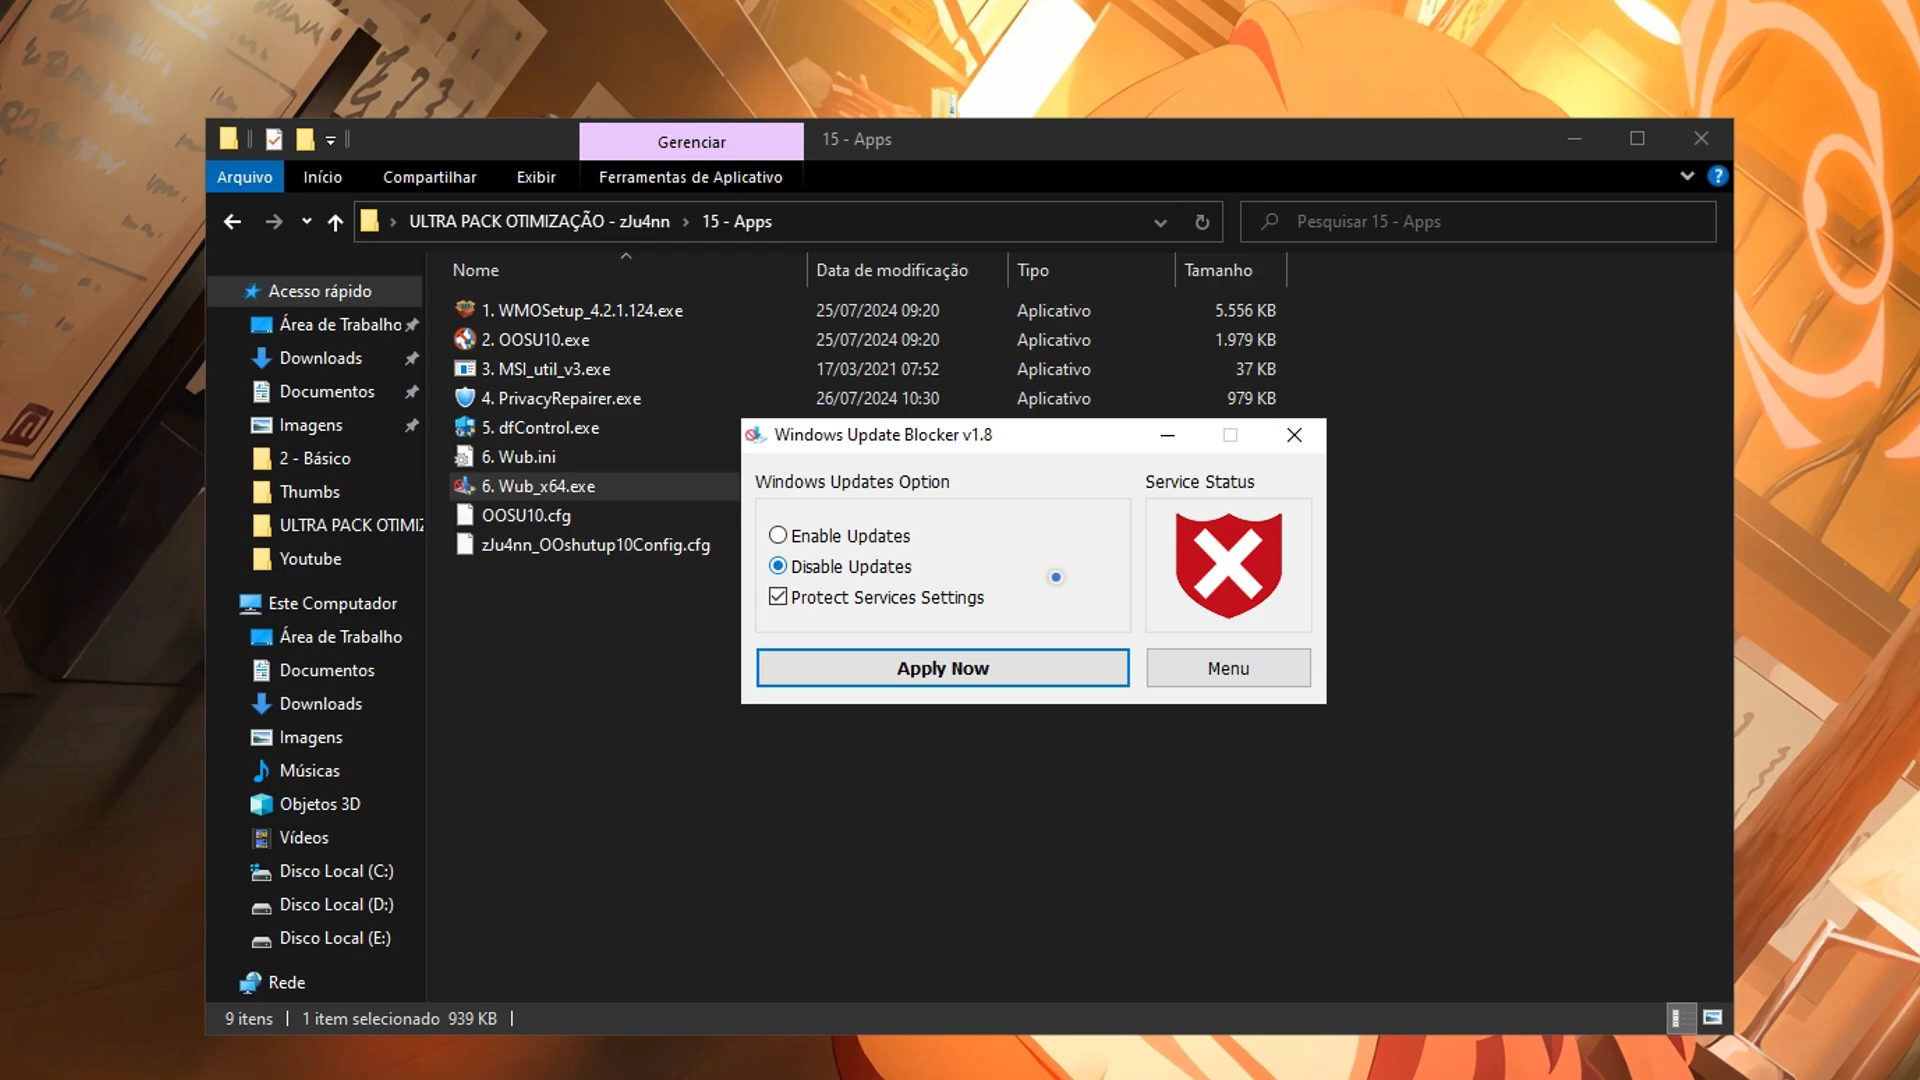 Gerenciar
15 - Apps
Arquivo
Início
Compartilhar
Exibir
Ferramentas de Aplicativo
ULTRA PACK OTIMIZAÇÃO - zJu4nn
15 - Apps
Pesquisar 15 - Apps
Nome
Data de modificação
Tipo
Tamanho
Acesso rápido
Área de Trabalho
Downloads
Documentos
Imagens
2 - Básico
Thumbs
ULTRA PACK OTIMIZ
Youtube
Este Computador
Área de Trabalho
Documentos
Downloads
Imagens
Músicas
Objetos 3D
Vídeos
Disco Local (C:)
Disco Local (D:)
Disco Local (E:)
Rede
1. WMOSetup_4.2.1.124.exe 25/07/2024 09:20 Aplicativo 5.556 KB
2. OOSU10.exe 25/07/2024 09:20 Aplicativo 1.979 KB
3. MSI_util_v3.exe 17/03/2021 07:52 Aplicativo 37 KB
4. PrivacyRepairer.exe 26/07/2024 10:30 Aplicativo 979 KB
5. dfControl.exe
6. Wub.ini
6. Wub_x64.exe
OOSU10.cfg
zJu4nn_OOshutup10Config.cfg
Windows Update Blocker v1.8
Windows Updates Option
Service Status
Enable Updates
Disable Updates
Protect Services Settings
Apply Now
Menu
9 itens
1 item selecionado 939 KB